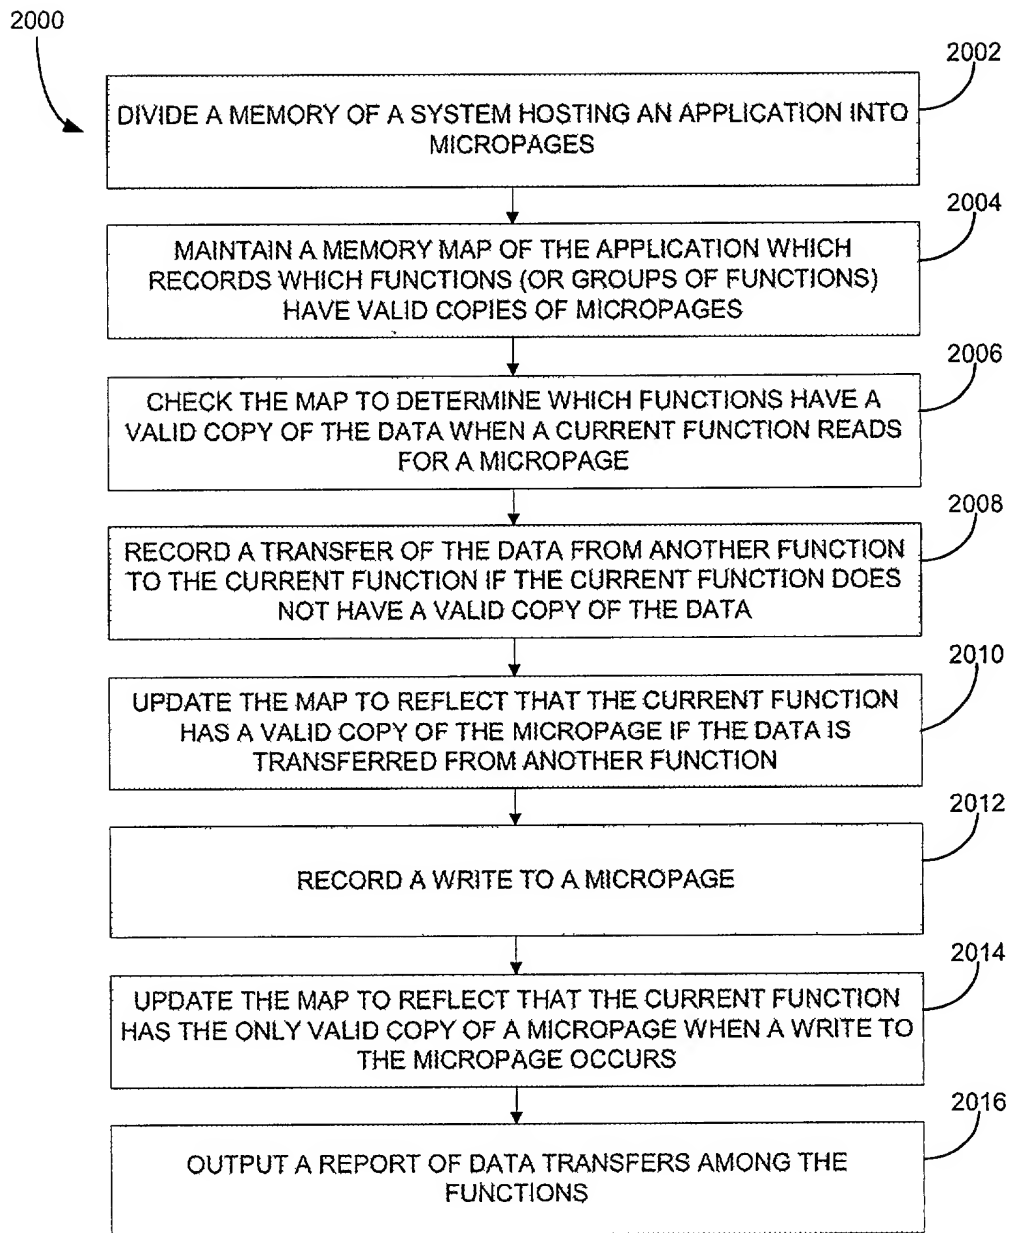 2000
2002
DIVIDE A MEMORY OF A SYSTEM HOSTING AN APPLICATION INTO
MICROPAGES
2004
MAINTAIN A MEMORY MAP OF THE APPLICATION WHICH
RECORDS WHICH FUNCTIONS (OR GROUPS OF FUNCTIONS)
HAVE VALID COPIES OF MICROPAGES
2006
CHECK THE MAP TO DETERMINE WHICH FUNCTIONS HAVE A
VALID COPY OF THE DATA WHEN A CURRENT FUNCTION READS
FOR A MICROPAGE
2008
RECORD A TRANSFER OF THE DATA FROM ANOTHER FUNCTION
TO THE CURRENT FUNCTION IF THE CURRENT FUNCTION DOES
NOT HAVE A VALID COPY OF THE DATA
2010
UPDATE THE MAP TO REFLECT THAT THE CURRENT FUNCTION
HAS A VALID COPY OF THE MICROPAGE IF THE DATA IS
TRANSFERRED FROM ANOTHER FUNCTION
2012
RECORD A WRITE TO A MICROPAGE
2014
UPDATE THE MAP TO REFLECT THAT THE CURRENT FUNCTION
HAS THE ONLY VALID COPY OF A MICROPAGE WHEN A WRITE TO
THE MICROPAGE OCCURS
2016
OUTPUT A REPORT OF DATA TRANSFERS AMONG THE
FUNCTIONS